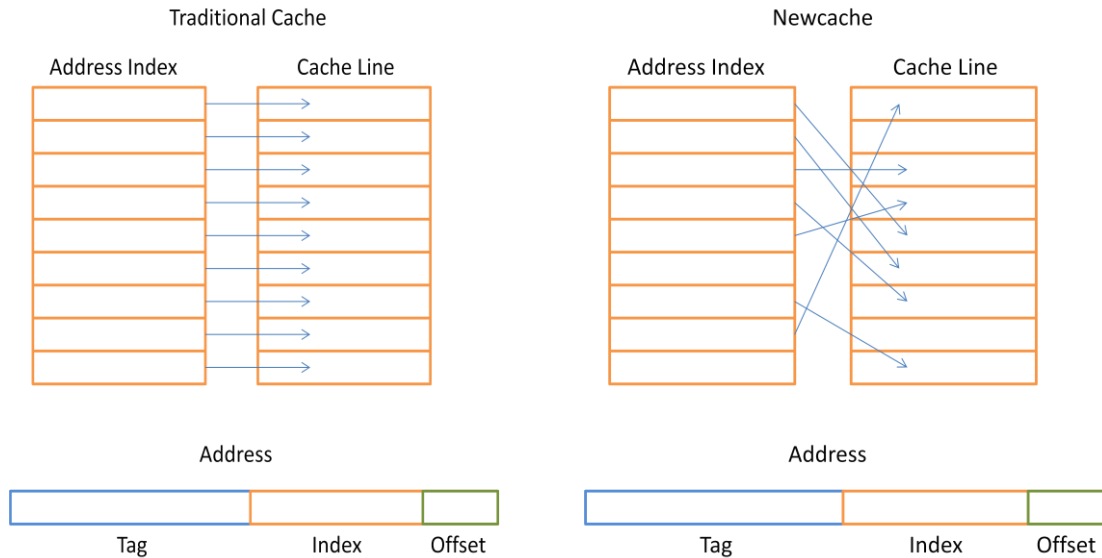 Traditional Cache
Address Index
Cache Line
Address
Tag
Index
Offset
Newcache
Address Index
Cache Line
Address
Tag
Index
Offset